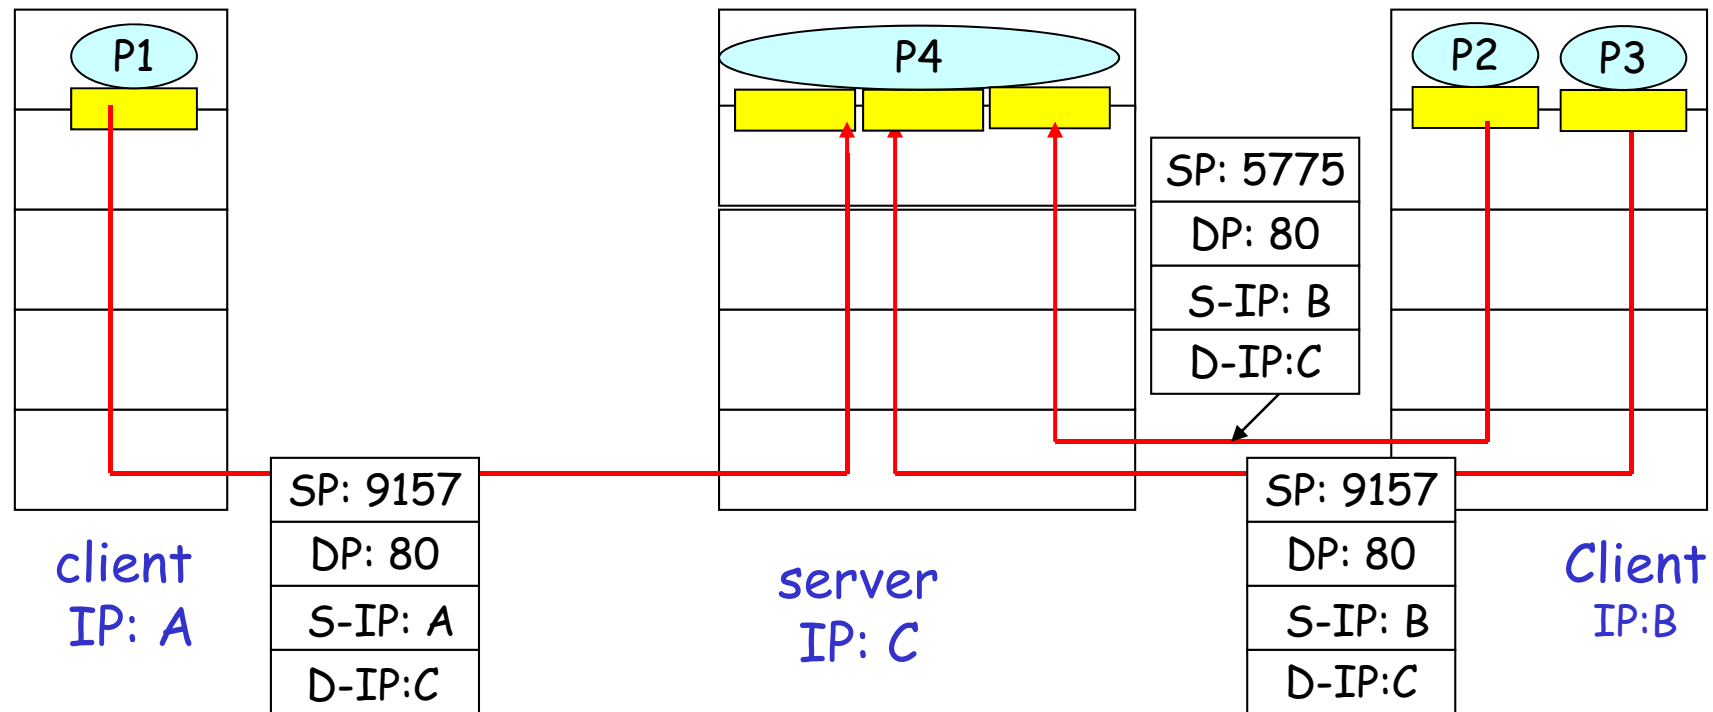 P1
P4
P2
P3
SP: 5775
DP: 80
S-IP: B
D-IP:C
SP: 9157
DP: 80
S-IP: A
D-IP:C
SP: 9157
DP: 80
S-IP: B
D-IP:C
client
IP: A
server
IP: C
Client
IP:B